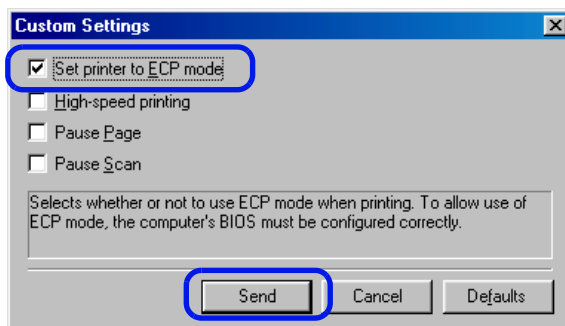 Custom Settings
Set printer to ECP mode
High-speed printing
Pause Page
Pause Scan
Selects whether or not to use ECP mode when printing. To allow use of
ECP mode, the computer's BIOS must be configured correctly.
Send Cancel Defaults